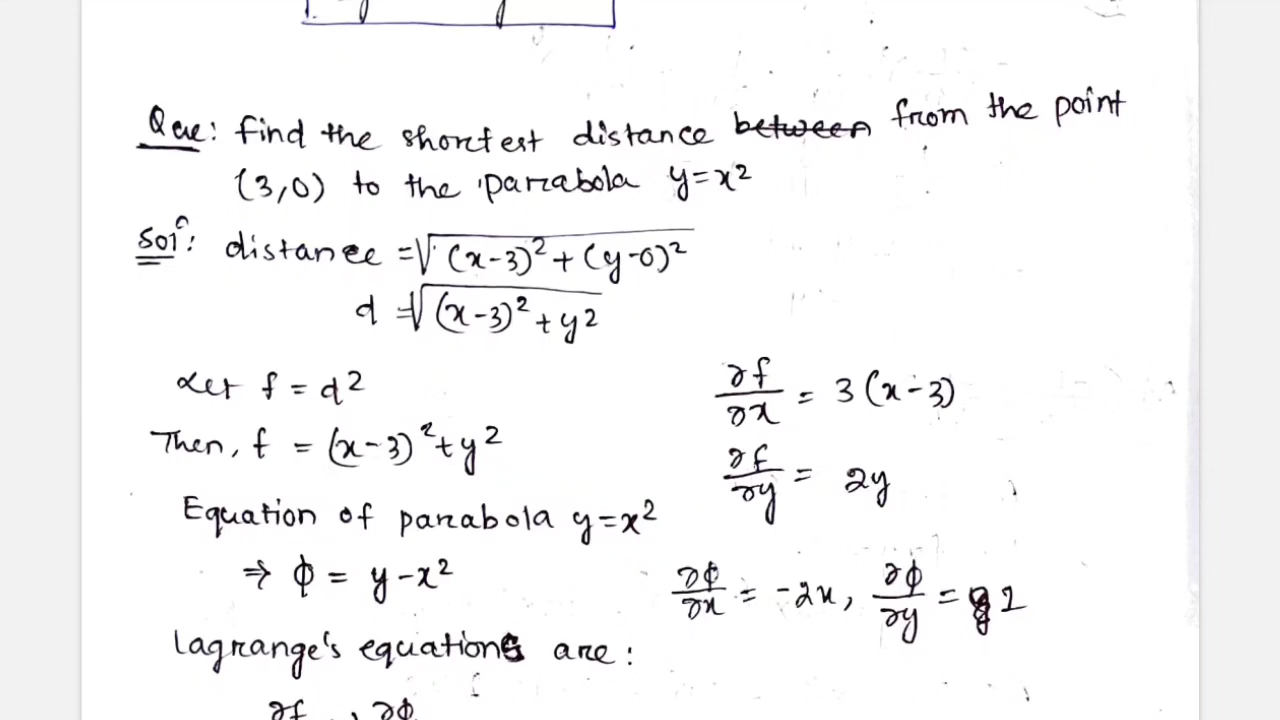 Que: Find the shortest distance between from the point
(3,0) to the parabola y=x²
Solⁿ: distance = √(x-3)²+(y-0)²
d = √(x-3)²+y²
Let f = d²
∂f/∂x = 3(x-3)
Then, f = (x-3)²+y²
∂f/∂y = 2y
Equation of parabola y=x²
⇒ ϕ = y-x²
∂ϕ/∂x = -2x, ∂ϕ/∂y = 1
Lagrange's equations are:
∂f ∂ϕ